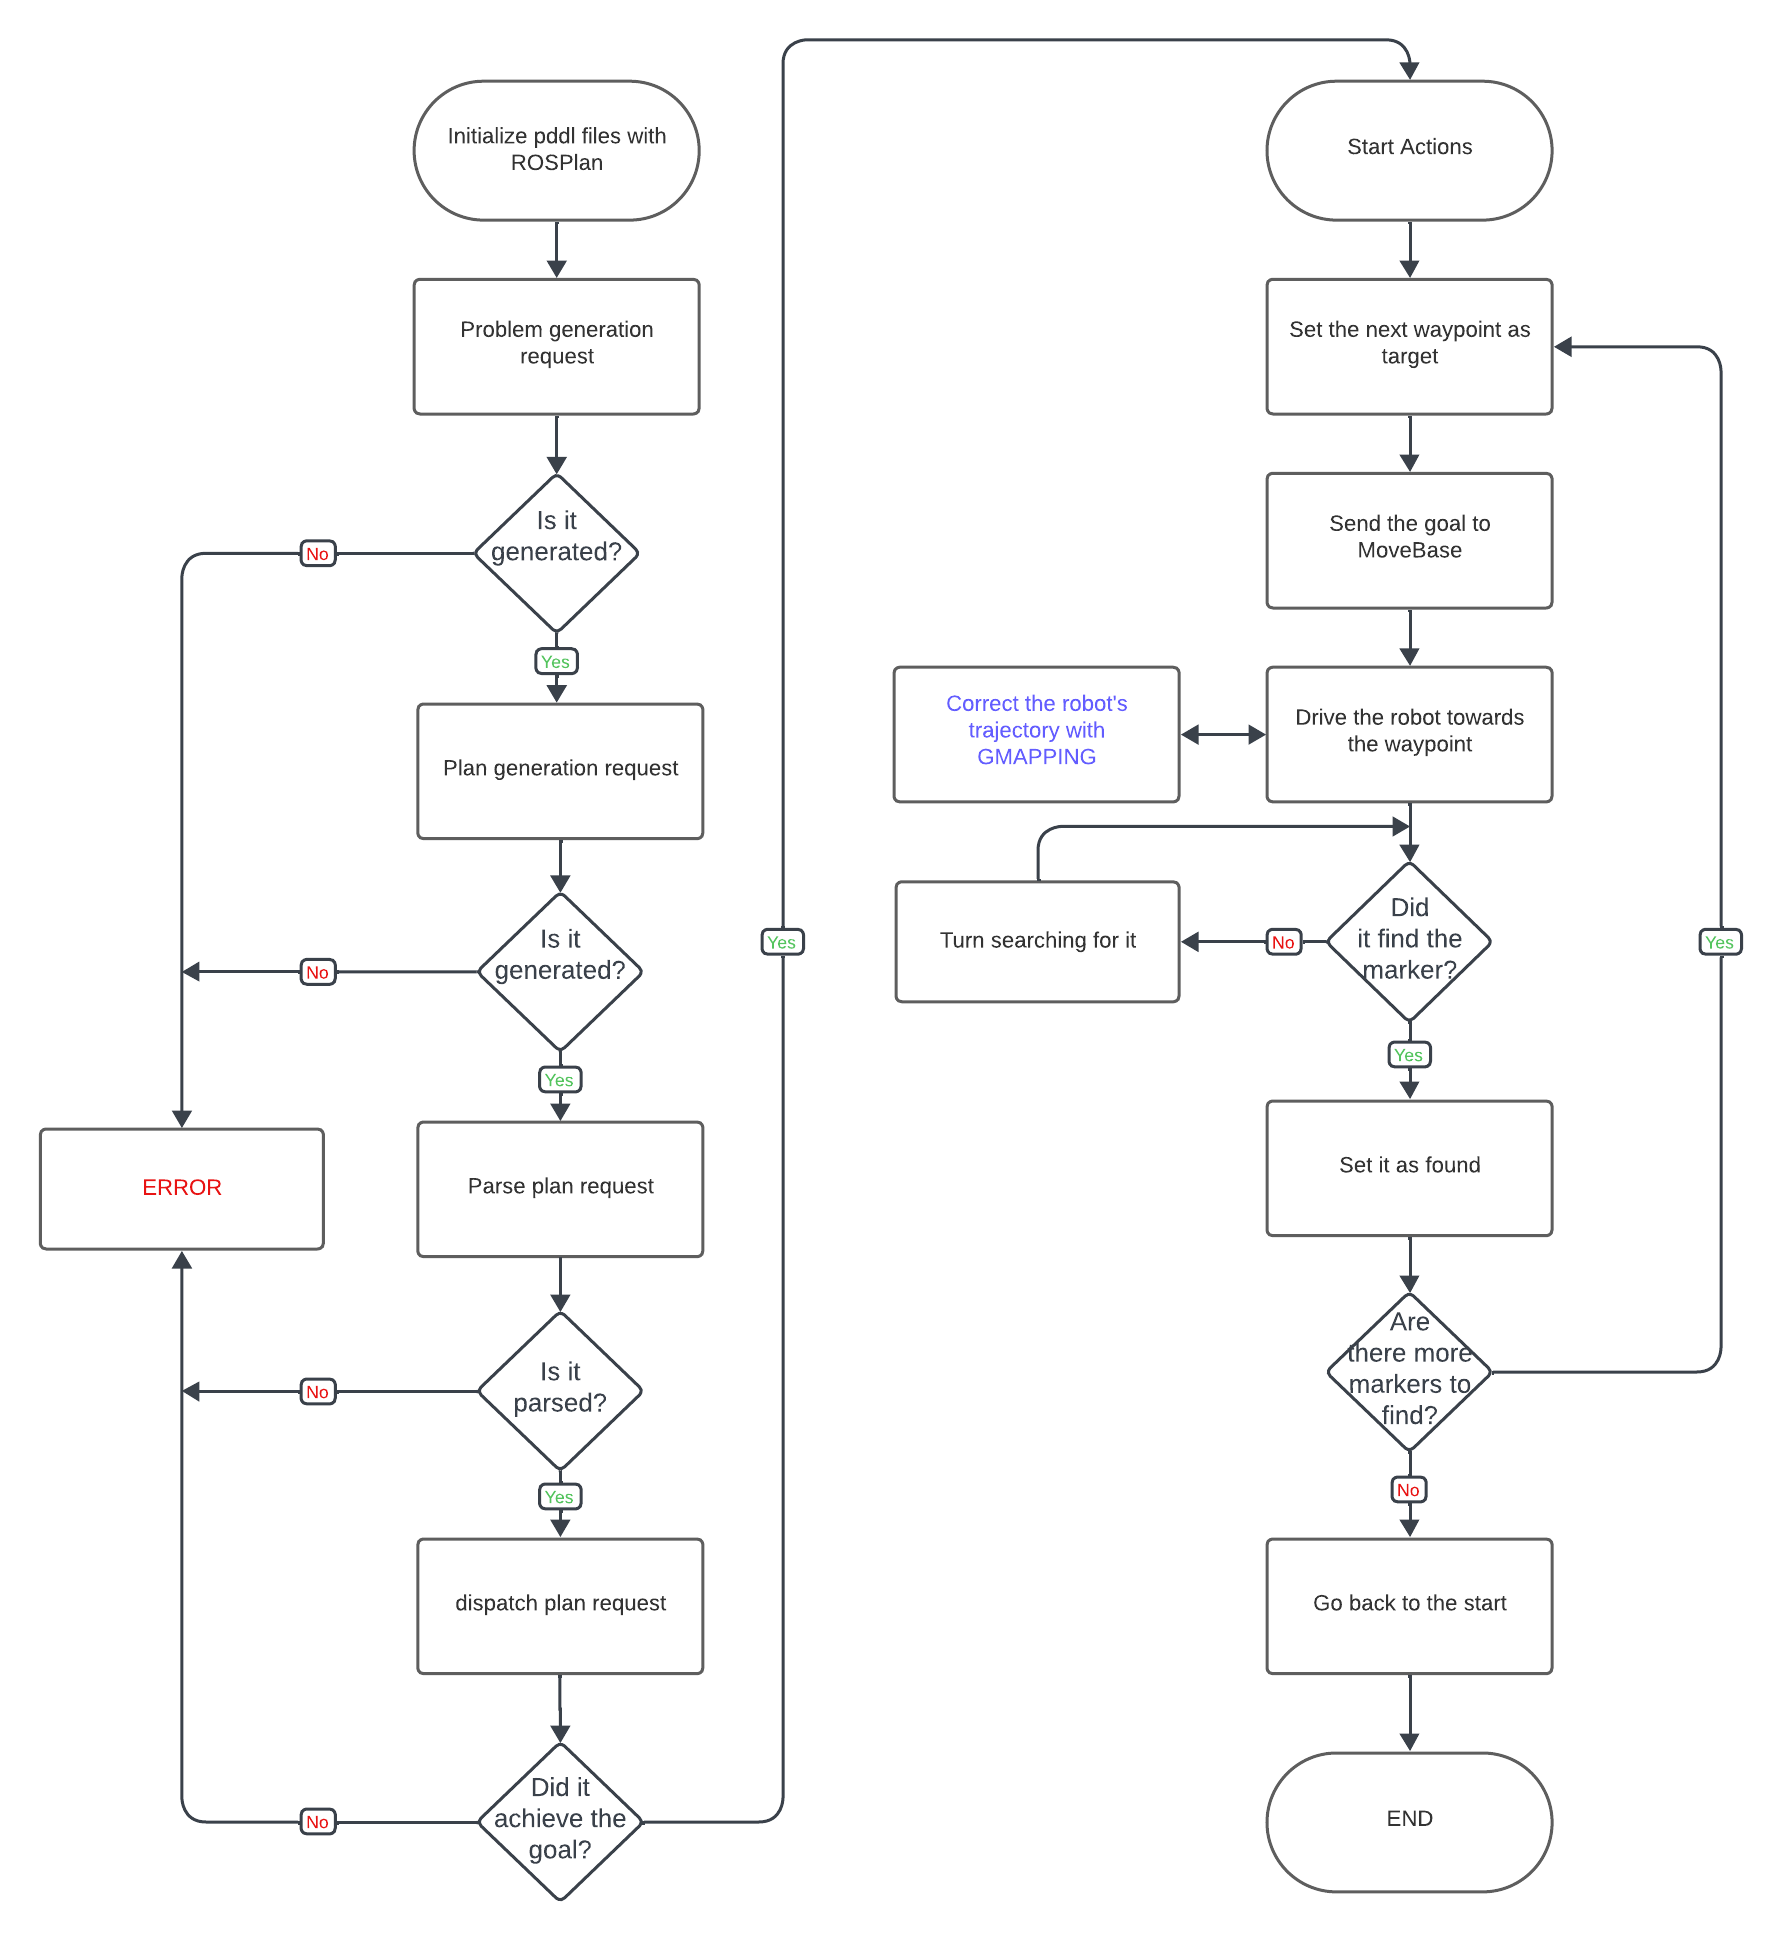 Initialize pddl files with
ROSPlan
Problem generation
request
Is it
generated?
No
Yes
Plan generation request
Is it
generated?
No
Yes
ERROR
Parse plan request
Is it
parsed?
No
Yes
dispatch plan request
Did it
achieve the
goal?
No
Yes
Start Actions
Set the next waypoint as
target
Send the goal to
MoveBase
Drive the robot towards
the waypoint
Correct the robot's
trajectory with
GMAPPING
Did
it find the
marker?
No
Turn searching for it
Yes
Set it as found
Are
there more
markers to
find?
Yes
No
Go back to the start
END